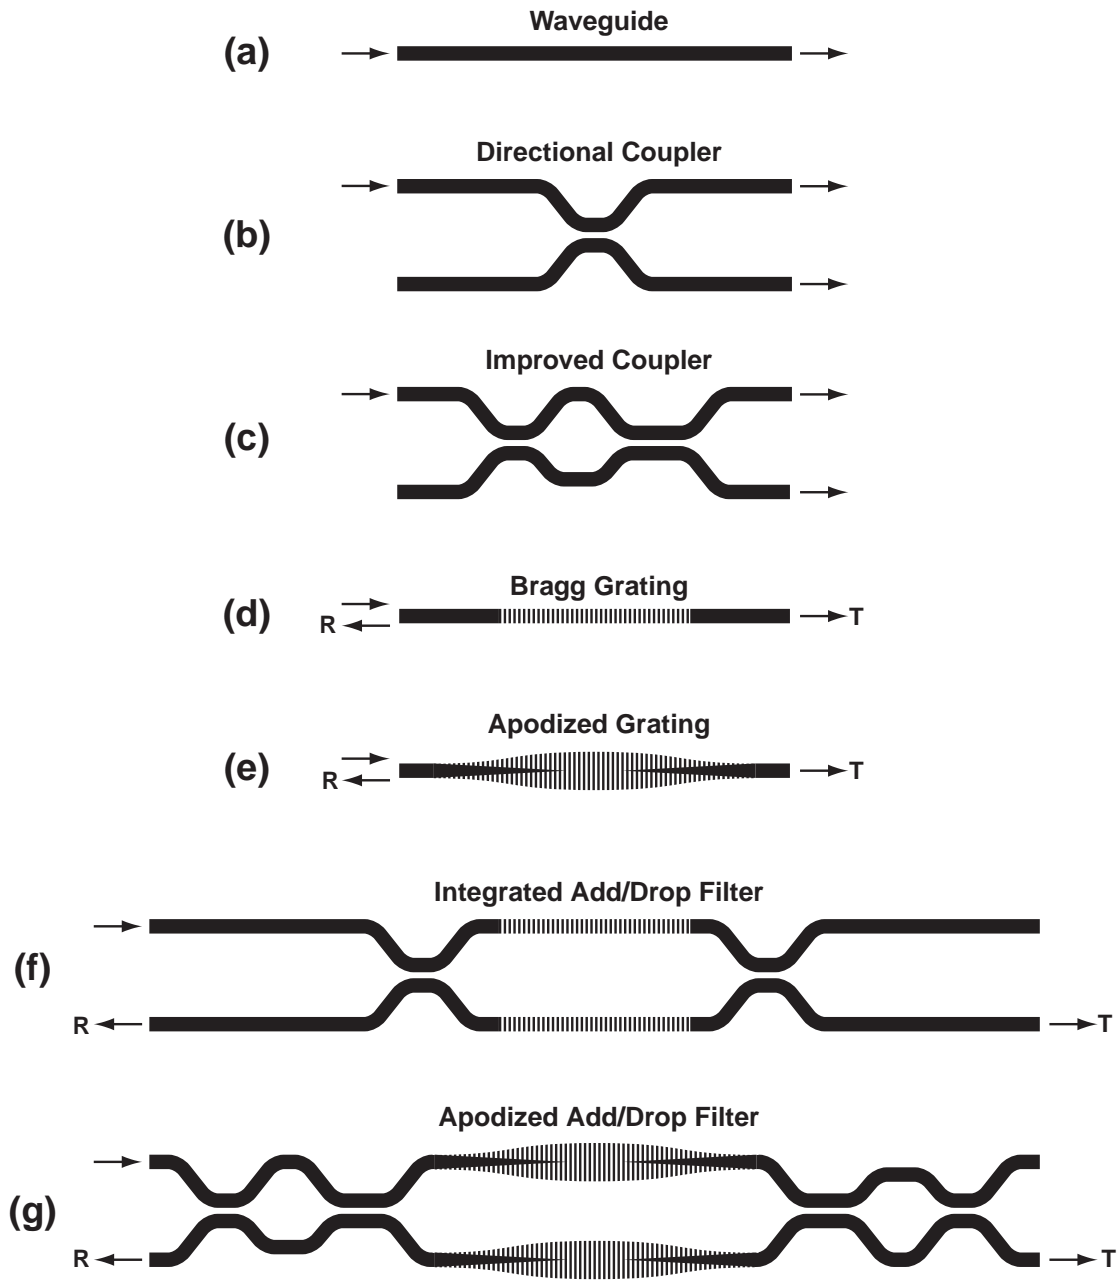 Waveguide
(a)
Directional Coupler
(b)
Improved Coupler
(c)
Bragg Grating
(d)
R
T
Apodized Grating
(e)
R
T
Integrated Add/Drop Filter
(f)
R
T
Apodized Add/Drop Filter
(g)
R
T